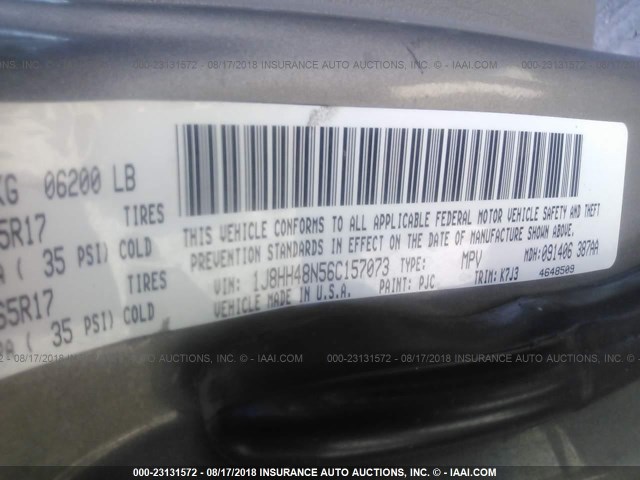 000-23131572 - 08/17/2018 INSURANCE AUTO AUCTIONS, INC. - IAAI.COM
KG 06200 LB
5R17 TIRES
( 35 PSI) COLD
65R17 TIRES
A ( 35 PSI) COLD
THIS VEHICLE CONFORMS TO ALL APPLICABLE FEDERAL MOTOR VEHICLE SAFETY AND THEFT
PREVENTION STANDARDS IN EFFECT ON THE DATE OF MANUFACTURE SHOWN ABOVE.
MDH: 091406 387AA
VIN: 1J8HH48N56C157073 TYPE: MPV 4648509
VEHICLE MADE IN U.S.A. PAINT: PJC TRIM: K7J3
000-23131572 - 08/17/2018 INSURANCE AUTO AUCTIONS, INC. - IAAI.COM
000-23131572 - 08/17/2018 INSURANCE AUTO AUCTIONS, INC. - IAAI.COM